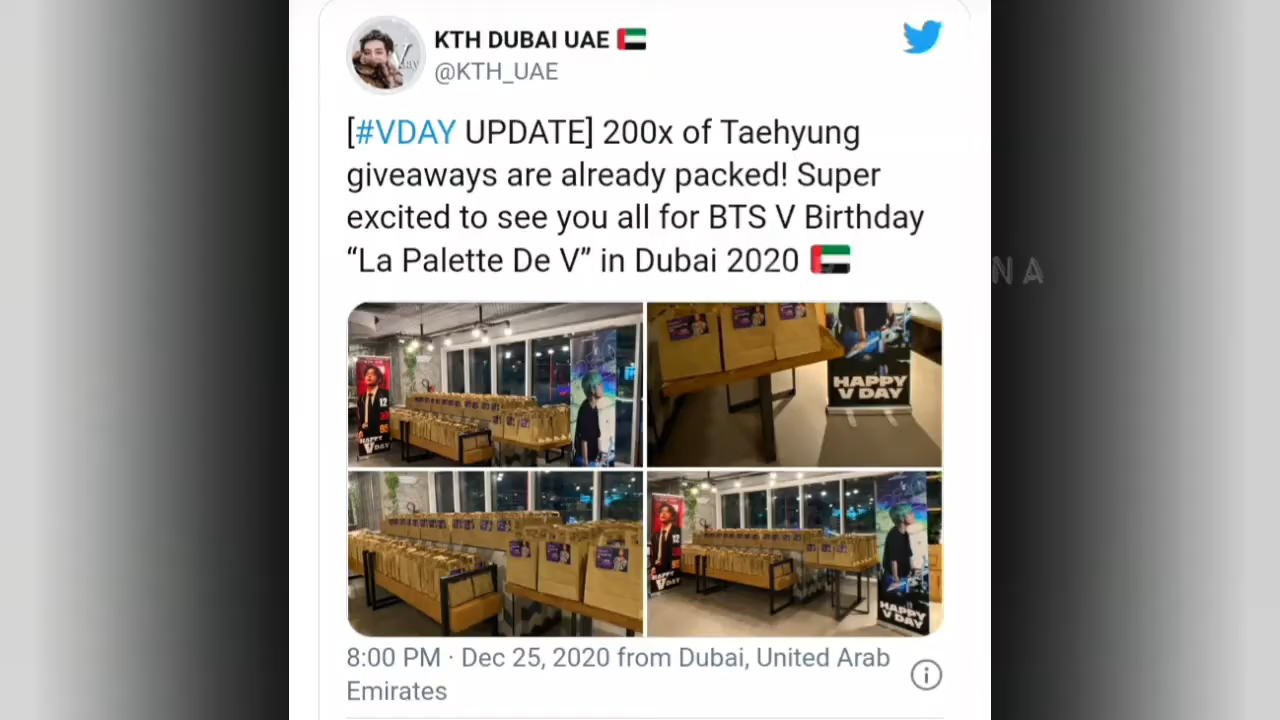 KTH DUBAI UAE 🇦🇪
@KTH_UAE
[#VDAY UPDATE] 200x of Taehyung
giveaways are already packed! Super
excited to see you all for BTS V Birthday
“La Palette De V” in Dubai 2020 🇦🇪
HAPPY
V DAY
HAPPY
V DAY
HAPPY
V DAY
HAPPY
V DAY
8:00 PM · Dec 25, 2020 from Dubai, United Arab
Emirates